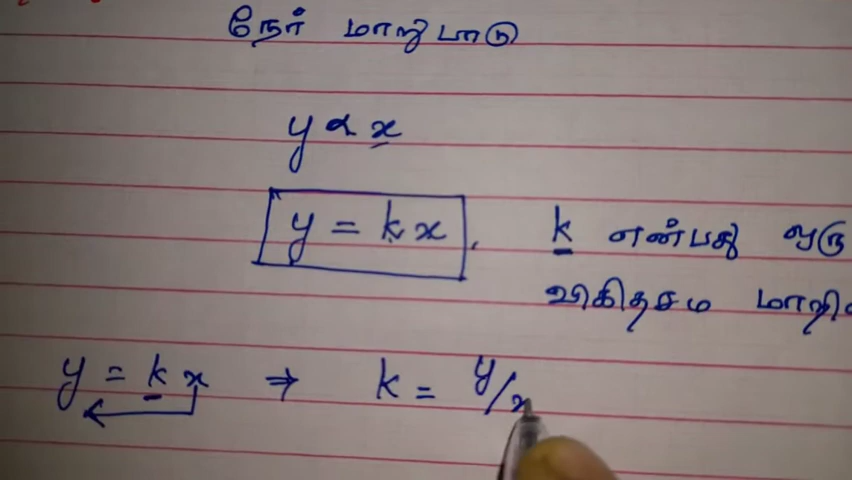 நேர் மாறிபாடு
y ∝ x
y = kx. k என்பது ஒரு
விகிதசம
y = kx ⇒ k = y/x